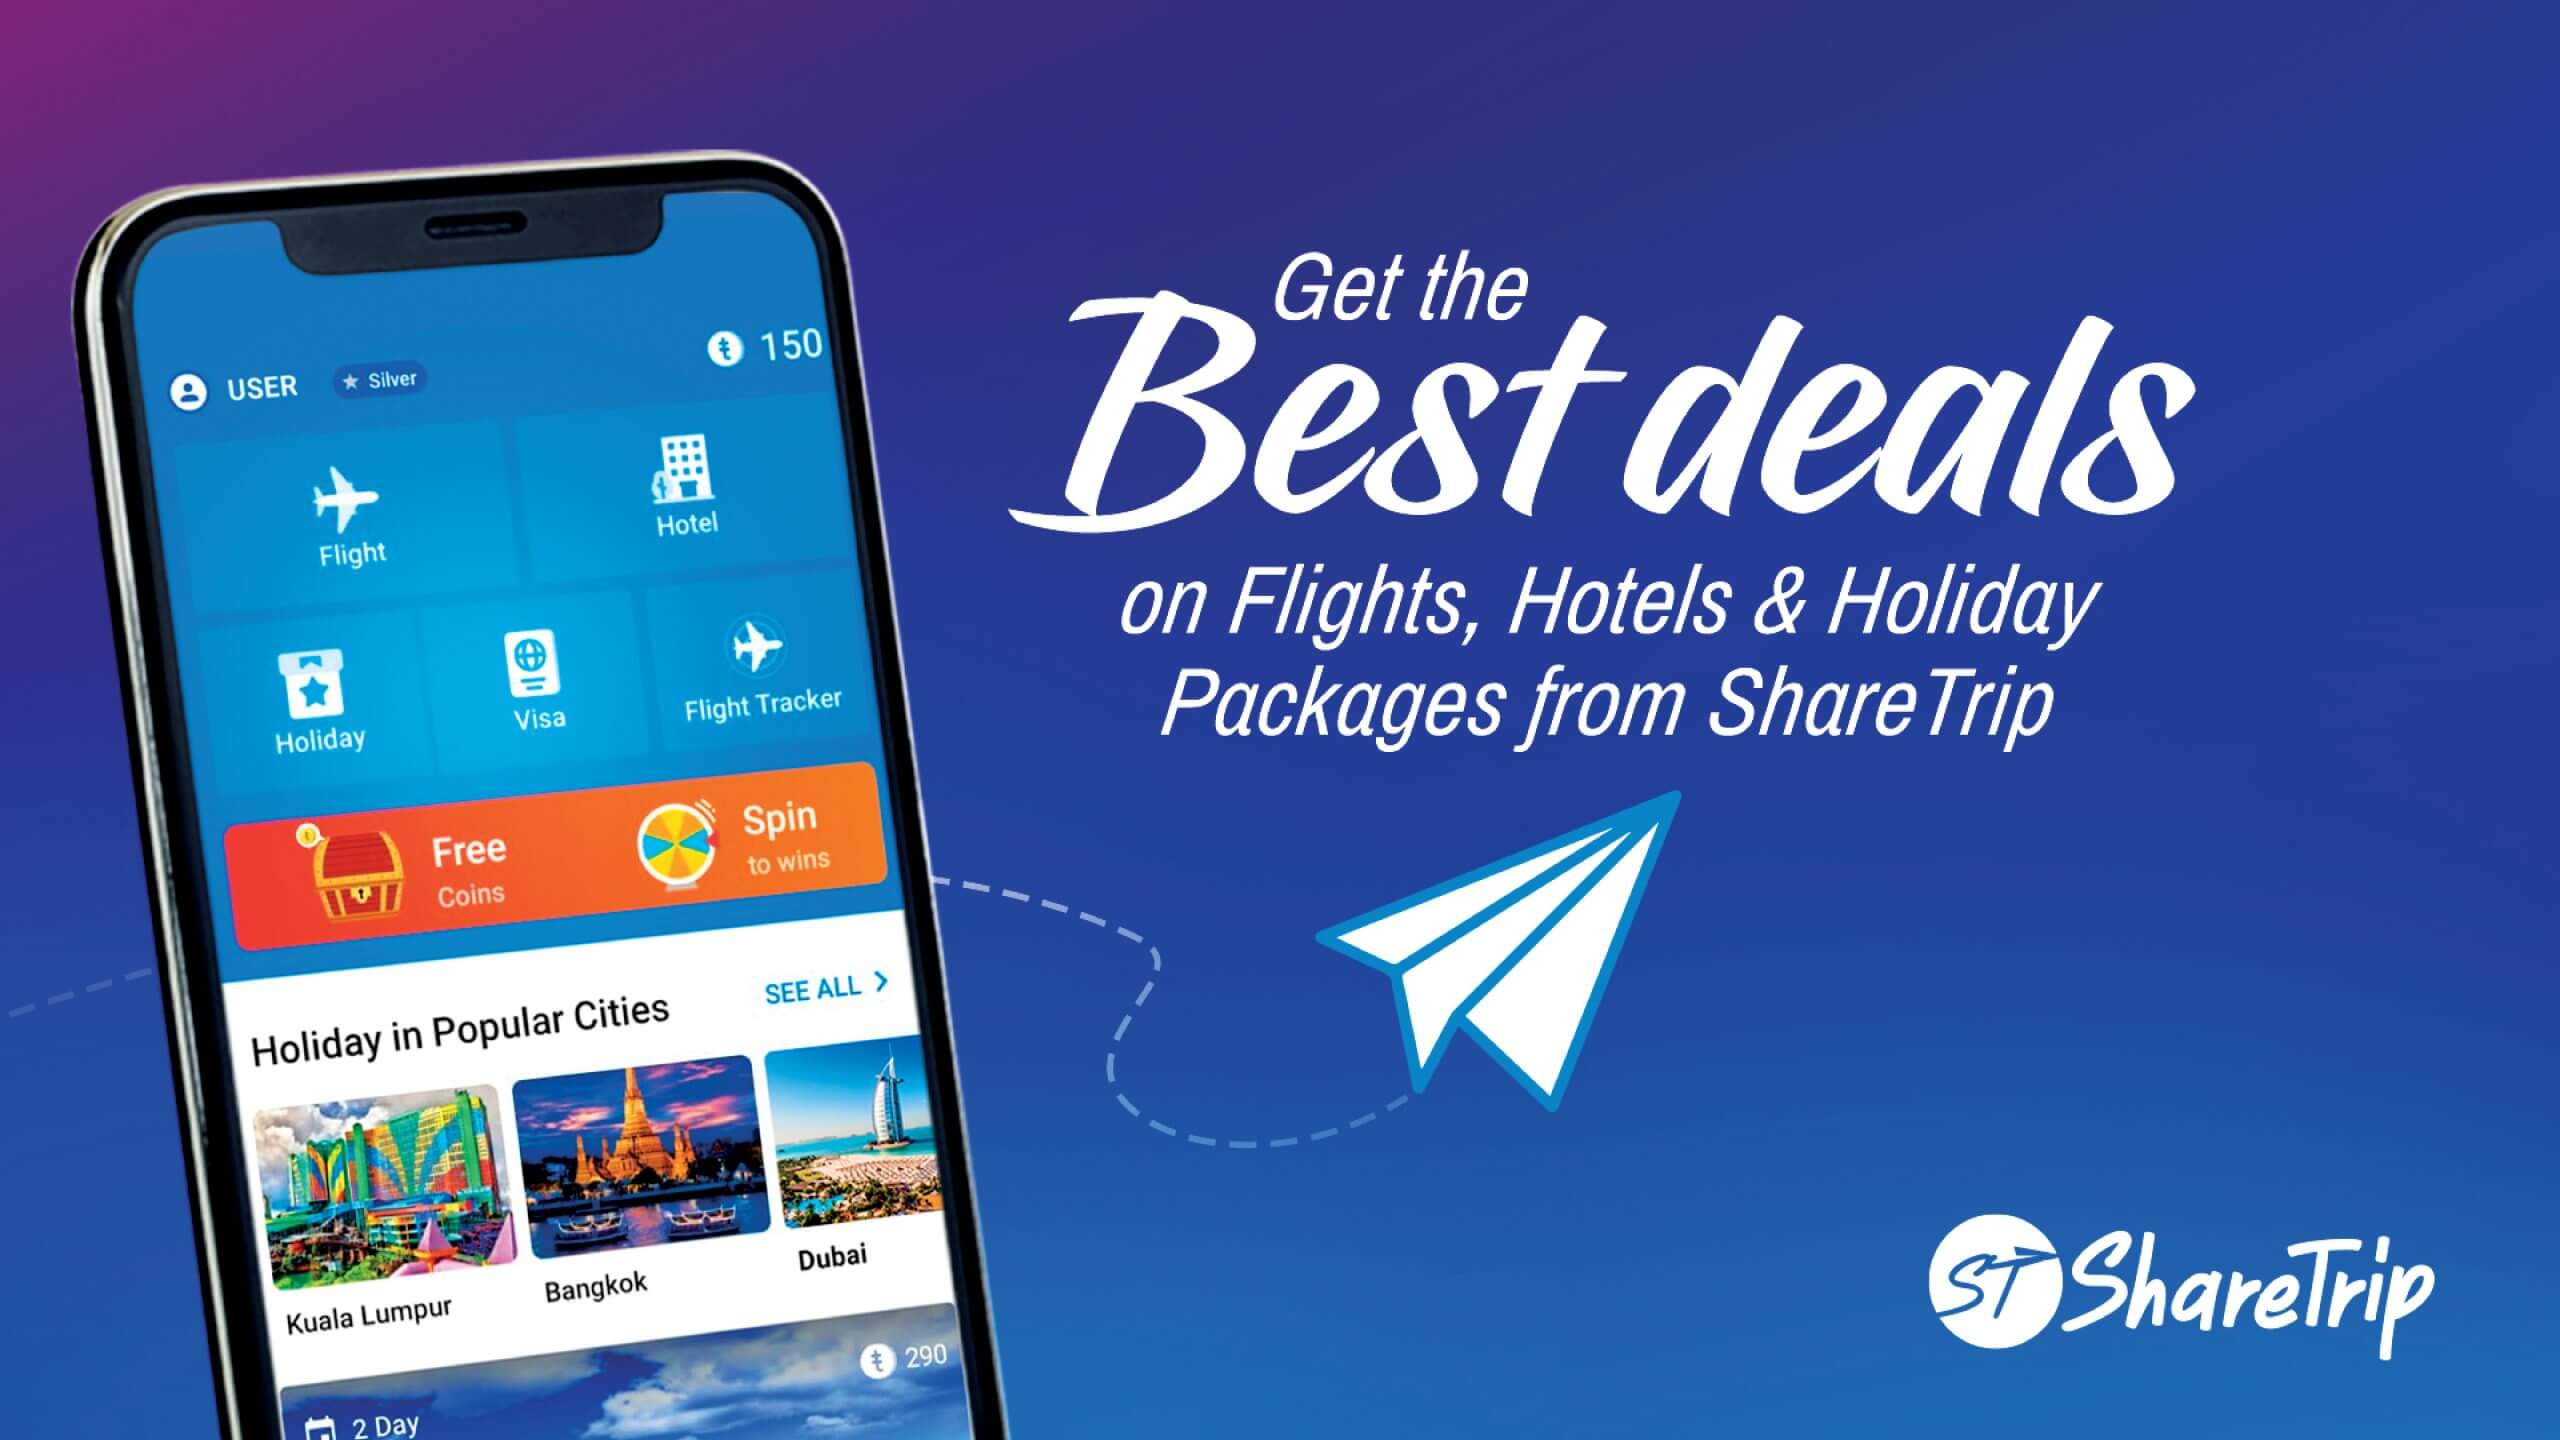 150
USER
Silver
Flight
Hotel
Holiday
Visa
Flight Tracker
Free
Coins
Spin
to wins
Holiday in Popular Cities
SEE ALL >
Kuala Lumpur
Bangkok
Dubai
290
2 Day
Get the
Best deals
on Flights, Hotels & Holiday
Packages from ShareTrip
ST ShareTrip